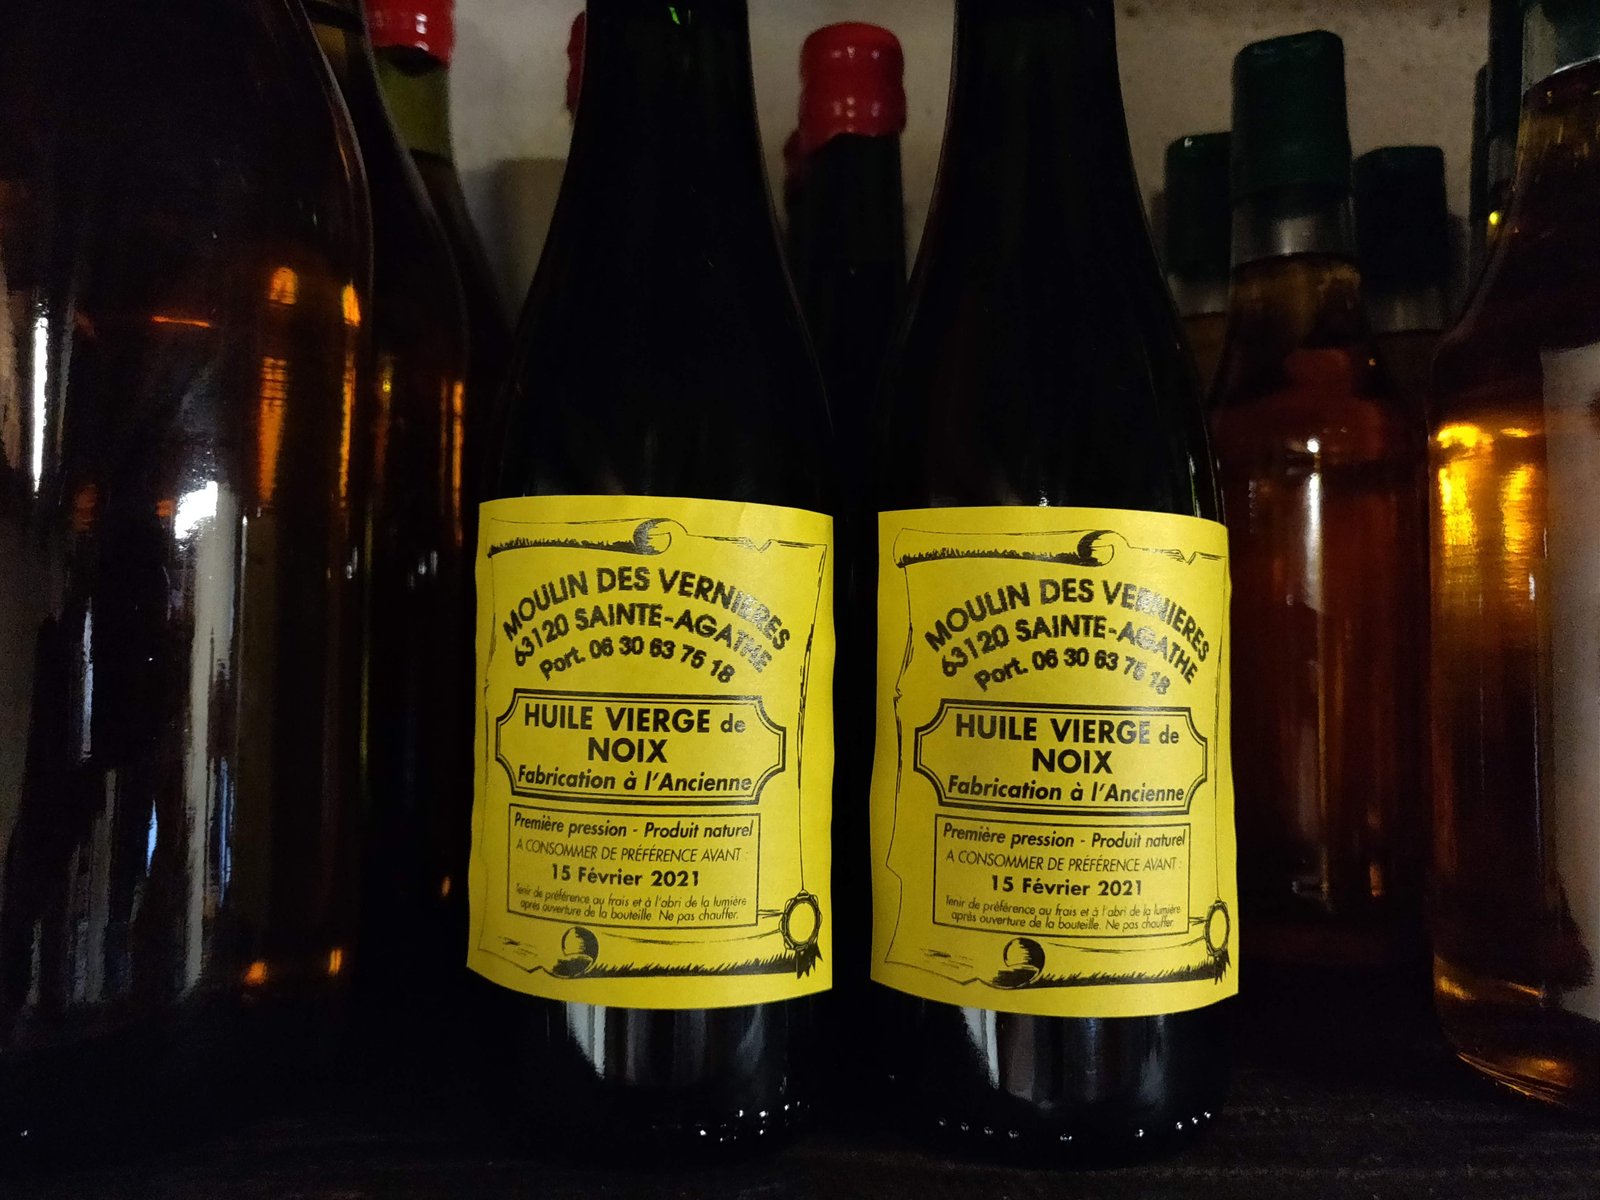 MOULIN DES VERNIERES
63120 SAINTE-AGATHE
Port. 06 30 63 75 18
HUILE VIERGE de
NOIX
Fabrication à l'Ancienne
Première pression - Produit naturel
A CONSOMMER DE PRÉFÉRENCE AVANT :
15 Février 2021
Tenir de préférence au frais et à l'abri de la lumière
après ouverture de la bouteille. Ne pas chauffer.
MOULIN DES VERNIERES
63120 SAINTE-AGATHE
Port. 06 30 63 75 18
HUILE VIERGE de
NOIX
Fabrication à l'Ancienne
Première pression - Produit naturel
A CONSOMMER DE PRÉFÉRENCE AVANT :
15 Février 2021
Tenir de préférence au frais et à l'abri de la lumière
après ouverture de la bouteille. Ne pas chauffer.